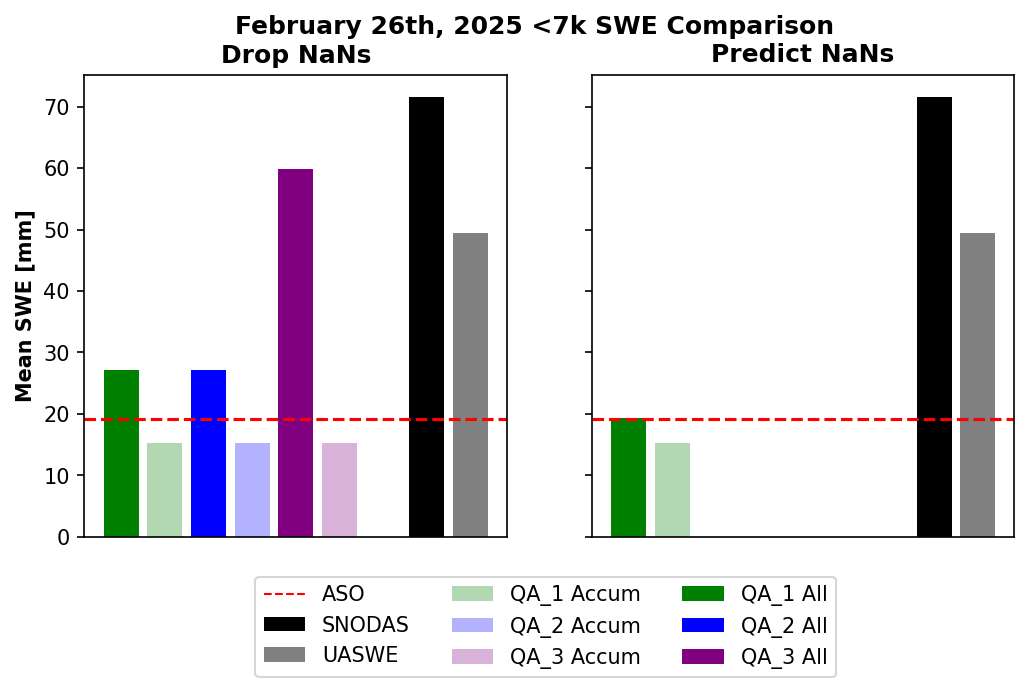 February 26th, 2025 <7k SWE Comparison
Drop NaNs
Predict NaNs
Mean SWE [mm]
70
60
50
40
30
20
10
0
ASO
SNODAS
UASWE
QA_1 Accum
QA_2 Accum
QA_3 Accum
QA_1 All
QA_2 All
QA_3 All